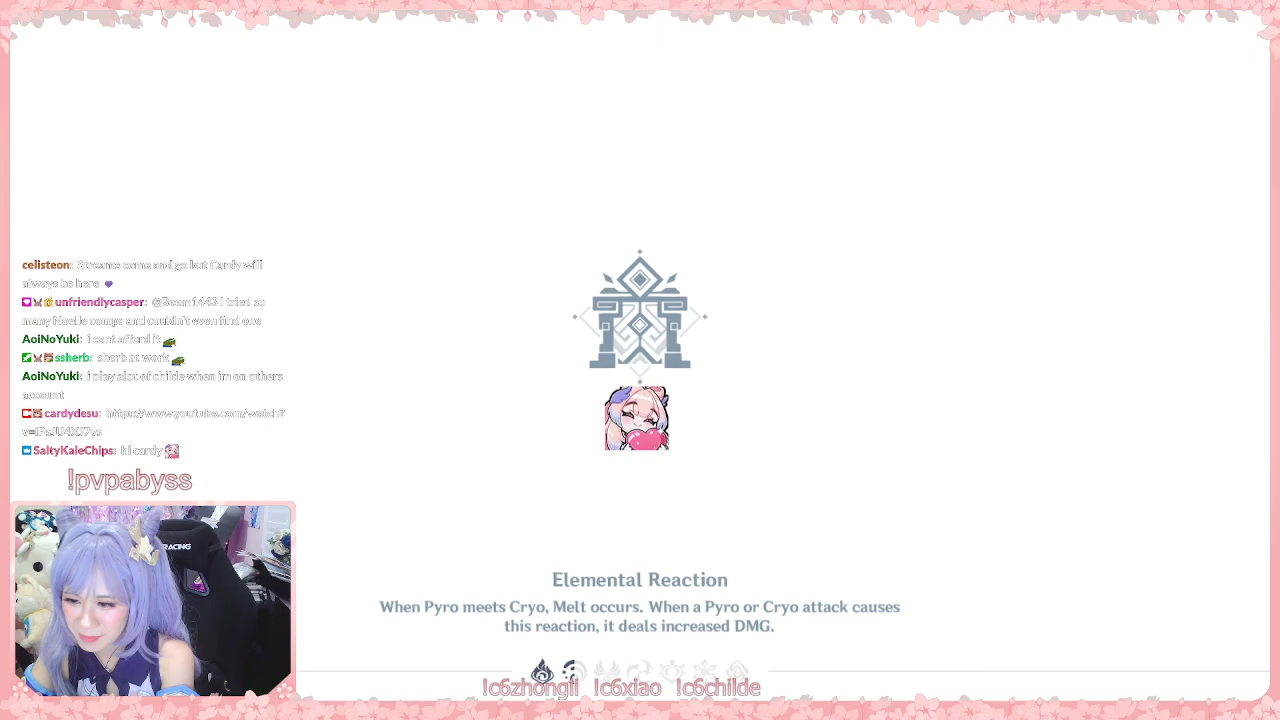 celisteon: Streams come and go but Cardy will
always be here
unfriendlycasper: @Beem1443 I tried so
many Noelle comps and couldn't even find one
AoiNoYuki: i cant afford it
ssherb: sherb at work
AoiNoYuki: i play alot of childe when im on others
account
cardydesu: https://www.youtube.com/watch?
SaltyKaleChips: hi cardy
!pvpabyss
RACING
Elemental Reaction
When Pyro meets Cryo, Melt occurs. When a Pyro or Cryo attack causes
this reaction, it deals increased DMG.
!c6zhongli !c6xiao !c6childe